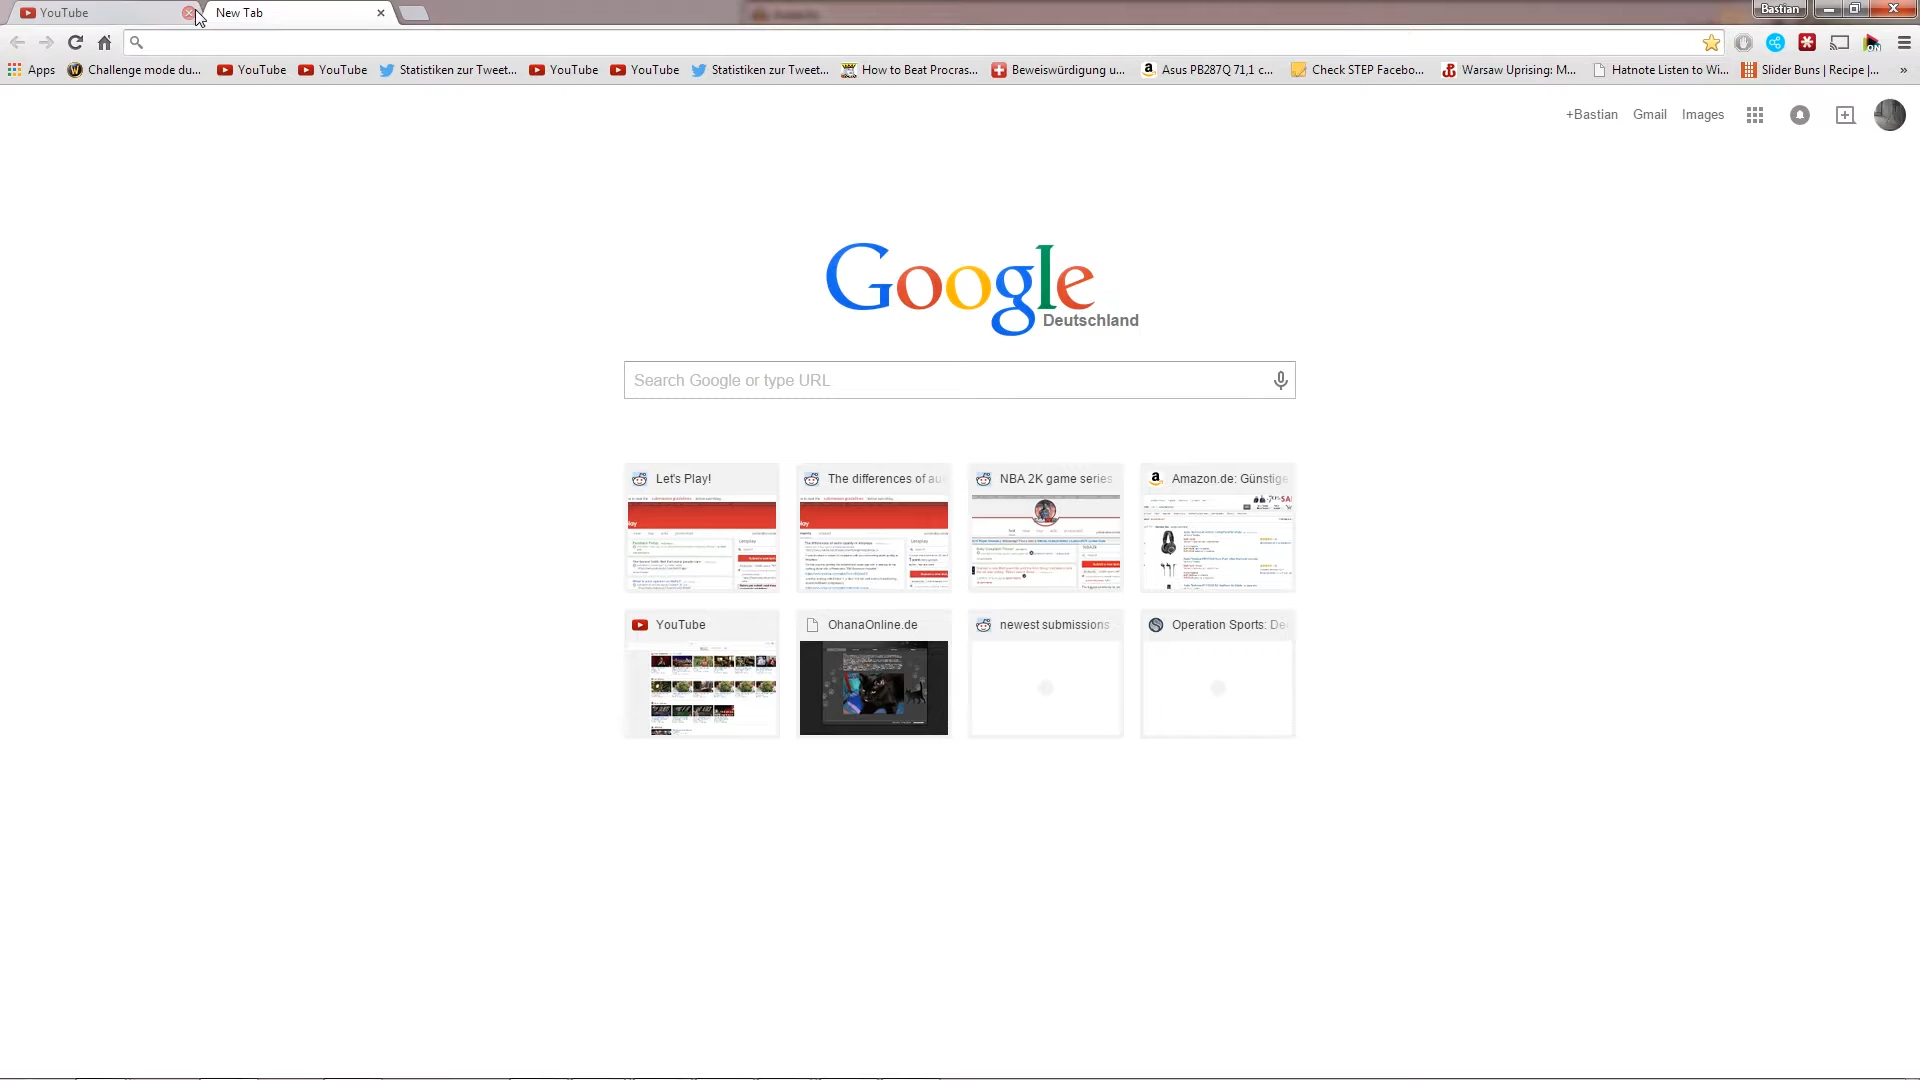 YouTube
New Tab
Bastian
Apps
Challenge mode du...
YouTube
YouTube
Statistiken zur Tweet...
YouTube
YouTube
Statistiken zur Tweet...
How to Beat Procras...
Beweiswürdigung u...
Asus PB287Q 71,1 c...
Check STEP Facebo...
Warsaw Uprising: M...
Hatnote Listen to Wi...
Slider Buns | Recipe |...
»
+Bastian
Gmail
Images
Google
Deutschland
Search Google or type URL
Let's Play!
The differences of au
NBA 2K game series
Amazon.de: Günstige
YouTube
OhanaOnline.de
newest submissions
Operation Sports: De